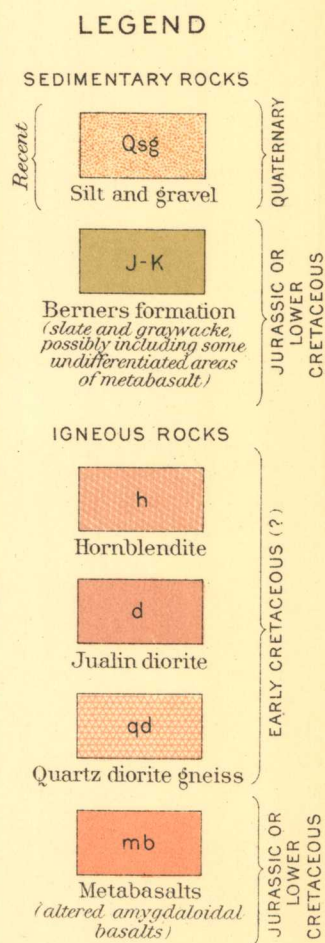 LEGEND
SEDIMENTARY ROCKS
Recent
Qsg
Silt and gravel
QUATERNARY
J-K
Berners formation
(slate and graywacke,
possibly including some
undifferentiated areas
of metabasalt)
JURASSIC OR
LOWER
CRETACEOUS
IGNEOUS ROCKS
h
Hornblendite
d
Jualin diorite
qd
Quartz diorite gneiss
EARLY CRETACEOUS (?)
mb
Metabasalts
(altered amygdaloidal
basalts)
JURASSIC OR
LOWER
CRETACEOUS